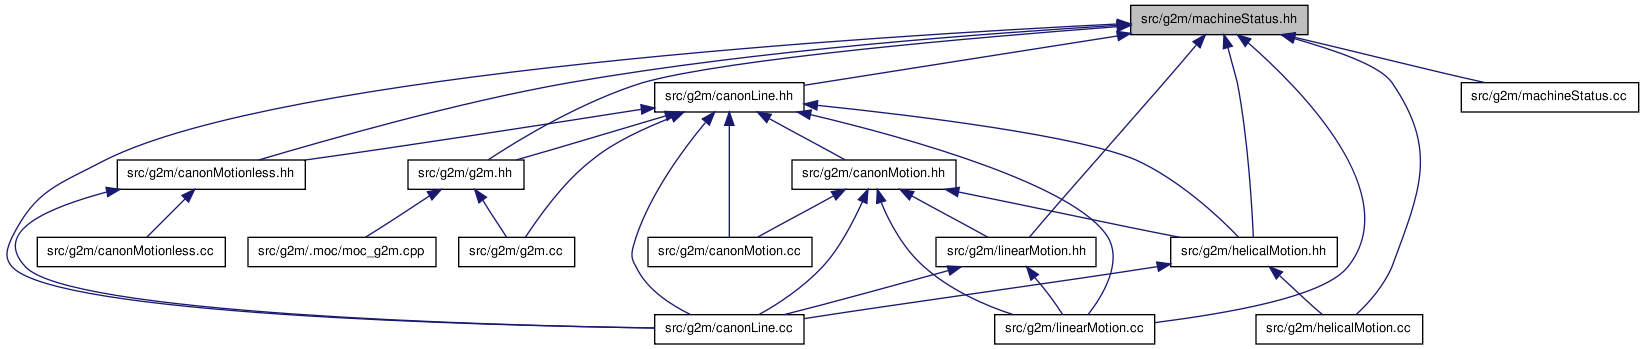 src/g2m/machineStatus.hh
src/g2m/canonLine.hh
src/g2m/machineStatus.cc
src/g2m/canonMotionless.hh
src/g2m/g2m.hh
src/g2m/canonMotion.hh
src/g2m/canonMotionless.cc
src/g2m/.moc/moc_g2m.cpp
src/g2m/g2m.cc
src/g2m/canonMotion.cc
src/g2m/linearMotion.hh
src/g2m/helicalMotion.hh
src/g2m/canonLine.cc
src/g2m/linearMotion.cc
src/g2m/helicalMotion.cc